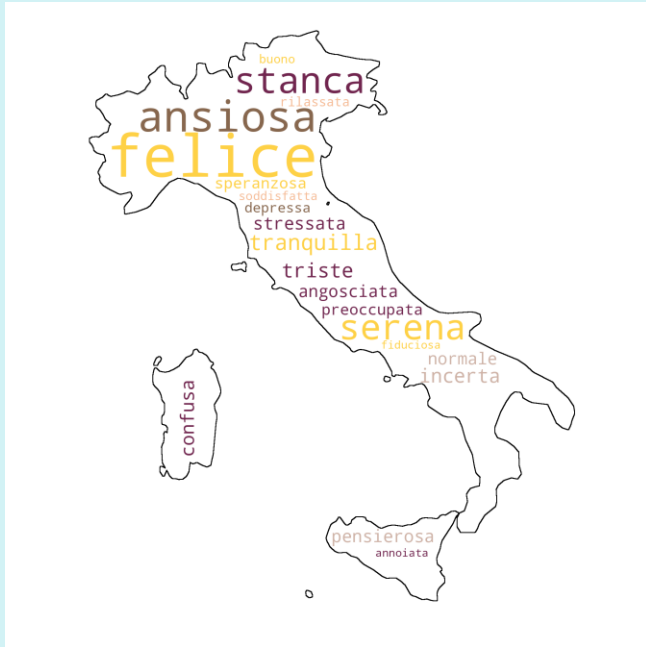 buono
stanca
rilassata
ansiosa
felice
speranzosa
soddisfatta
depressa
stressata
tranquilla
triste
angosciata
preoccupata
serena
fiduciosa
normale
incerta
confusa
pensierosa
annoiata